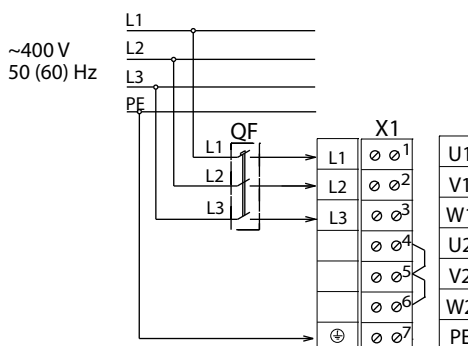 L1
~400 V
L2
50 (60) Hz
L3
PE
QF
X1
L1
L1
1
U1
L2
L2
2
V1
L3
L3
3
W1
4
U2
5
V2
6
W2
7
PE